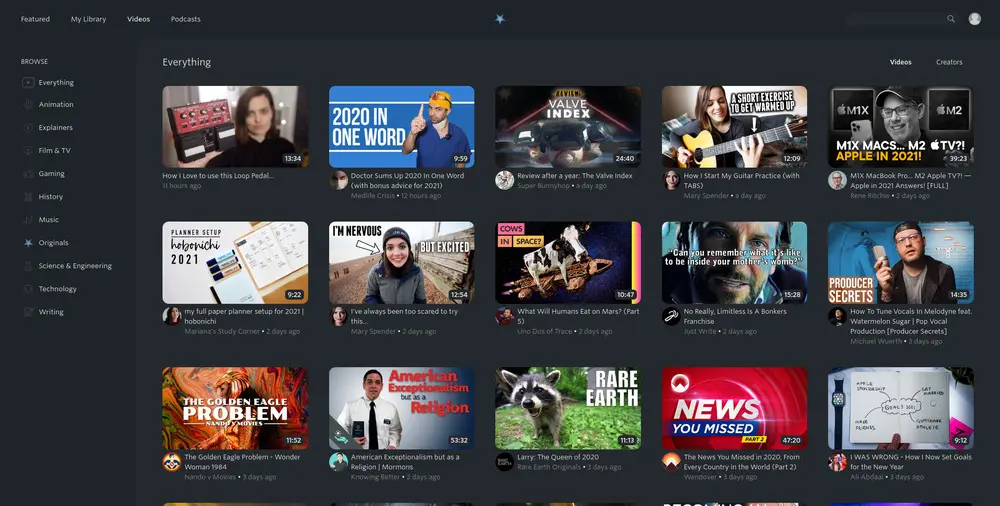 Featured
My Library
Videos
Podcasts
BROWSE
Everything
Animation
Explainers
Film & TV
Gaming
History
Music
Originals
Science & Engineering
Technology
Writing
Everything
Videos
Creators
13:34
How I Love to use this Loop Pedal...
11 hours ago
2020 IN
ONE WORD
9:59
Doctor Sums Up 2020 In One Word
(with bonus advice for 2021)
Medlife Crisis • 12 hours ago
REVIEW:
VALVE
INDEX
24:40
Review after a year: The Valve Index
Super Bunnyhop • a day ago
A SHORT EXERCISE
TO GET WARMED UP
12:09
How I Start My Guitar Practice (with
TABS)
Mary Spender • a day ago
M1X
M2
M1X MACS... M2 TV?!
APPLE IN 2021!
39:23
M1X MacBook Pro... M2 Apple TV?! —
Apple in 2021 Answers! [FULL]
Rene Ritchie • 2 days ago
PLANNER SETUP
hobonichi
2021
9:22
my full paper planner setup for 2021 |
hobonichi
Mariana's Study Corner • 2 days ago
I'M NERVOUS
BUT EXCITED
12:54
I've always been too scared to try
this...
Mary Spender • 2 days ago
COWS
IN SPACE?
10:47
What Will Humans Eat on Mars? (Part
5)
Uno Dos of Trace • 2 days ago
"Can you remember what it's like
to be inside your mother's womb?"
15:28
No Really, Limitless Is A Bonkers
Franchise
Just Write • 2 days ago
PRODUCER
SECRETS
14:35
How To Tune Vocals In Melodyne feat.
Watermelon Sugar | Pop Vocal
Production [Producer Secrets]
Michael Wuerth • 3 days ago
THE GOLDEN EAGLE
PROBLEM
NANDO V MOVIES
11:52
The Golden Eagle Problem - Wonder
Woman 1984
Nando v Movies • 3 days ago
American
Exceptionalism
but as a
Religion
53:32
American Exceptionalism but as a
Religion | Mormons
Knowing Better • 3 days ago
RARE
EARTH
11:13
RARE
EARTH
Larry: The Queen of 2020
Rare Earth Originals • 3 days ago
NEWS
YOU MISSED
PART 2
47:20
The News You Missed in 2020, From
Every Country in the World (Part 2)
Wendover • 3 days ago
APPLE
SPONSORSHIP
GET
MARRIED
GOALS 2021
MAKE
FRIENDS
9:12
I WAS WRONG - How I Now Set Goals
for the New Year
Ali Abdaal • 3 days ago